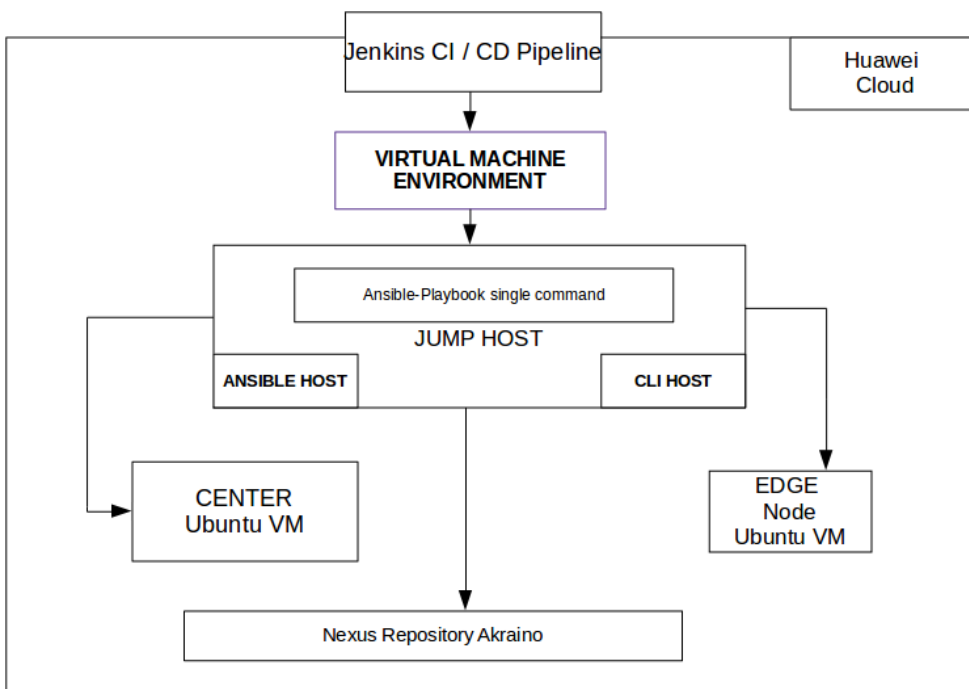 Jenkins CI / CD Pipeline
Huawei
Cloud
VIRTUAL MACHINE
ENVIRONMENT
Ansible-Playbook single command
JUMP HOST
ANSIBLE HOST
CLI HOST
CENTER
Ubuntu VM
EDGE
Node
Ubuntu VM
Nexus Repository Akraino